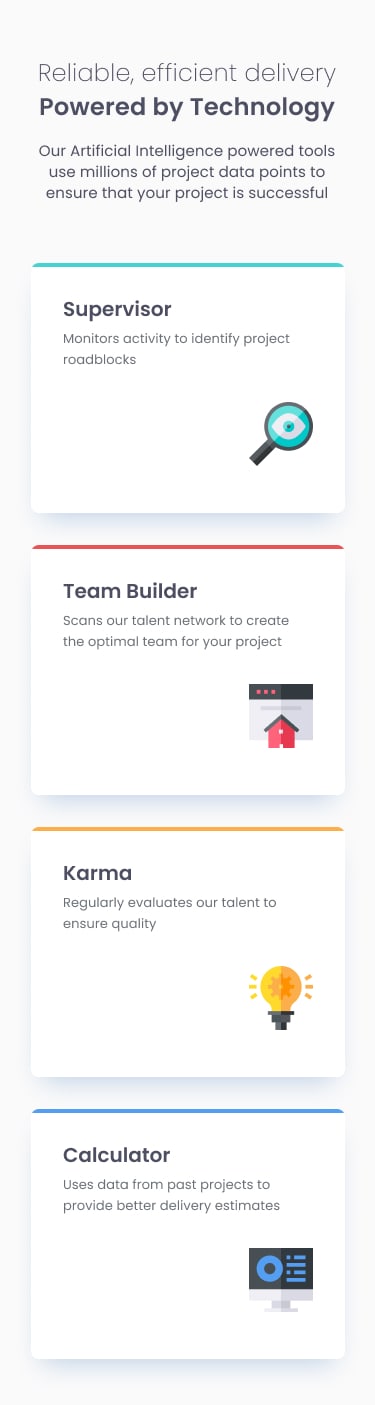 Reliable, efficient delivery
Powered by Technology
Our Artificial Intelligence powered tools
use millions of project data points to
ensure that your project is successful
Supervisor
Monitors activity to identify project
roadblocks
Team Builder
Scans our talent network to create
the optimal team for your project
Karma
Regularly evaluates our talent to
ensure quality
Calculator
Uses data from past projects to
provide better delivery estimates